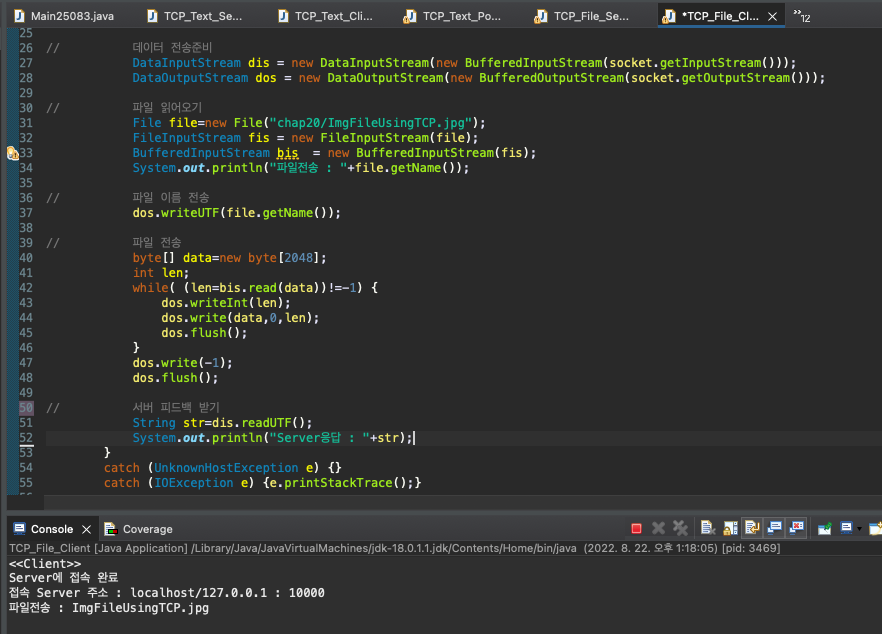 Main25083.java
TCP_Text_Se...
TCP_Text_Cli...
TCP_Text_Po...
TCP_File_Se...
*TCP_File_Cl...
12
25
26 // 데이터 전송준비
27 DataInputStream dis = new DataInputStream(new BufferedInputStream(socket.getInputStream()));
28 DataOutputStream dos = new DataOutputStream(new BufferedOutputStream(socket.getOutputStream()));
29
30 // 파일 읽어오기
31 File file=new File("chap20/ImgFileUsingTCP.jpg");
32 FileInputStream fis = new FileInputStream(file);
33 BufferedInputStream bis  = new BufferedInputStream(fis);
34 System.out.println("파일전송 : "+file.getName());
35
36 // 파일 이름 전송
37 dos.writeUTF(file.getName());
38
39 // 파일 전송
40 byte[] data=new byte[2048];
41 int len;
42 while( (len=bis.read(data))!=-1) {
43 dos.writeInt(len);
44 dos.write(data,0,len);
45 dos.flush();
46 }
47 dos.write(-1);
48 dos.flush();
49
50 // 서버 피드백 받기
51 String str=dis.readUTF();
52 System.out.println("Server응답 : "+str);
53 }
54 catch (UnknownHostException e) {}
55 catch (IOException e) {e.printStackTrace();}
Console
Coverage
TCP_File_Client [Java Application] /Library/Java/JavaVirtualMachines/jdk-18.0.1.1.jdk/Contents/Home/bin/java (2022. 8. 22. 오후 1:18:05) [pid: 3469]
<<Client>>
Server에 접속 완료
접속 Server 주소 : localhost/127.0.0.1 : 10000
파일전송 : ImgFileUsingTCP.jpg